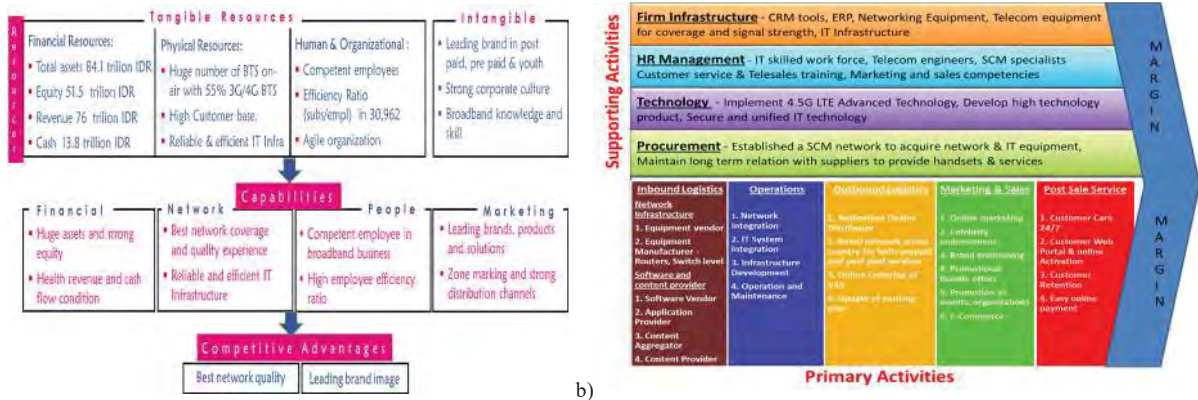 Tangible Resources
Intangible
Resources
Financial Resources:
Total assets 84.1 trilion IDR
Equity 51.5 trilion IDR
Revenue 76 trilion IDR
Cash 13.8 trillion IDR
Physical Resources:
Huge number of BTS on-
air with 55% 3G/4G BTS
High Customer bate.
Reliable & efficient IT Infra
Human & Organizational :
Competent employees
Efficiency Ratio
(subs/empl) in 30,962
Agile organization
Leading brand in post
paid, pre paid & youth
Strong corporate culture
Broadband knowledge and
skill
Capabilities
Financial
Huge assets and strong
equity
Health revenue and cash
flow condition
Network
Best network coverage
and quality experience
Reliable and efficient IT
Infrastructure
People
Competent employee in
broadband business
High employee efficiency
ratio
Marketing
Leading brands, products
and solutions
Zone marking and strong
distribution channels
Competitive Advantages
Best network quality
Leading brand image
b)
Supporting Activities
Firm Infrastructure - CRM tools, ERP, Networking Equipment, Telecom equipment
for coverage and signal strength, IT Infrastructure
HR Management - IT skilled work force, Telecom engineers, SCM specialists
Customer service & Telesales training, Marketing and sales competencies
Technology - Implement 4.5G LTE Advanced Technology, Develop high technology
product, Secure and unified IT technology
Procurement - Established a SCM network to acquire network & IT equipment,
Maintain long term relation with suppliers to provide handsets & services
MARGIN
MARGIN
Inbound Logistics
Network
Infrastructure
1. Equipment vendor
2. Equipment
Manufacturer -
Routers, Switch level
Software and
content provider
1. Software Vendor
2. Application
Provider
3. Content
Aggregator
4. Content Provider
Operations
1. Network
Integration
2. IT System
Integration
3. Infrastructure
Development
4. Operation and
Maintenance
Outbound Logistics
Distributor
3. Online
VAS
Marketing & Sales
1. Online marketing
2. Celebrity
endorsement
3. Brand positioning
4. Promotional
5. Promotion at
events, organizations
6. E-Commerce
Post Sale Service
1. Customer Care
24/7
2. Customer Web
Portal & online
Activation
3. Customer
Retention
4. Easy online
payment
Primary Activities